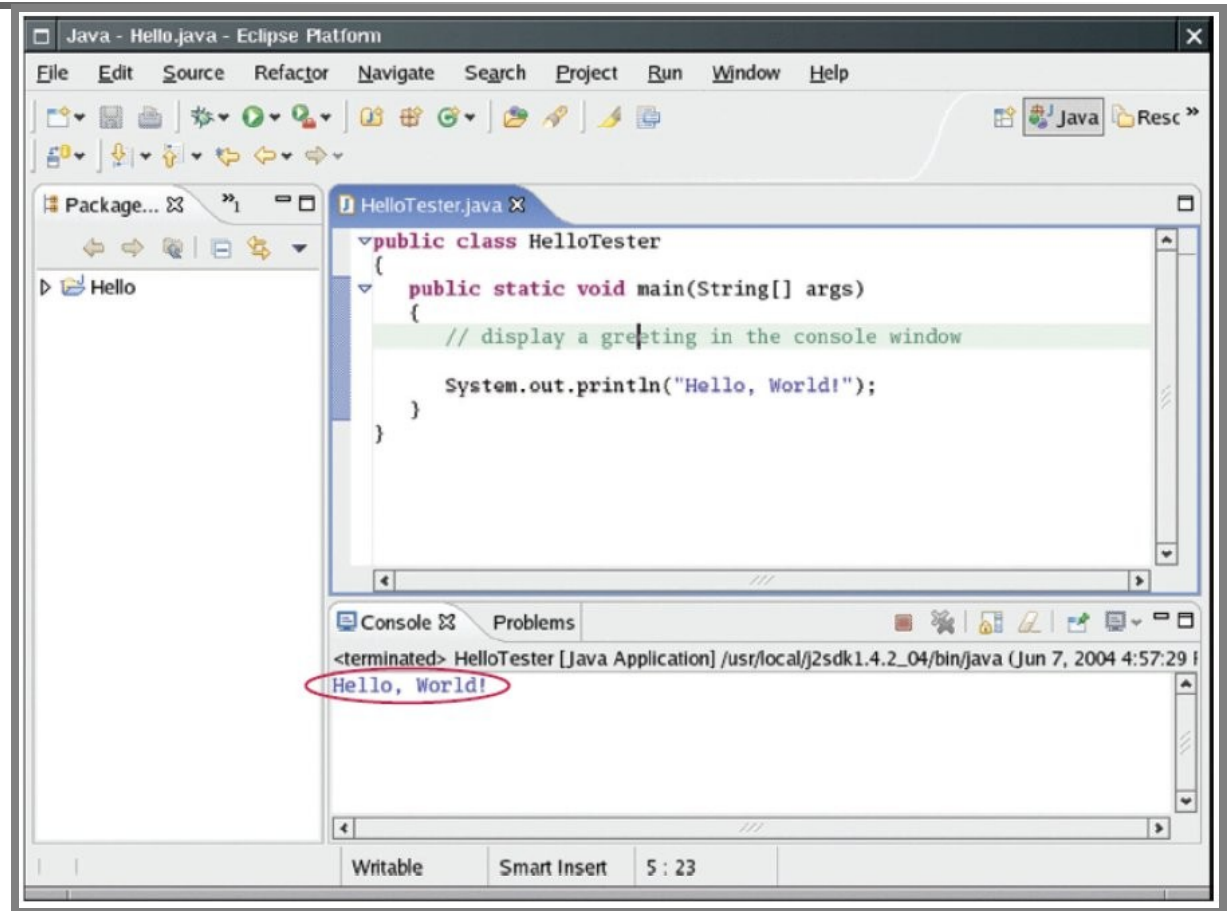 Java - Hello.java - Eclipse Platform
File Edit Source Refactor Navigate Search Project Run Window Help
Java Resc
Package... 1
Hello
HelloTester.java
public class HelloTester
{
public static void main(String[] args)
{
// display a greeting in the console window
System.out.println("Hello, World!");
}
}
Console Problems
<terminated> HelloTester [Java Application] /usr/local/j2sdk1.4.2_04/bin/java (Jun 7, 2004 4:57:29
Hello, World!
Writable Smart Insert 5 : 23